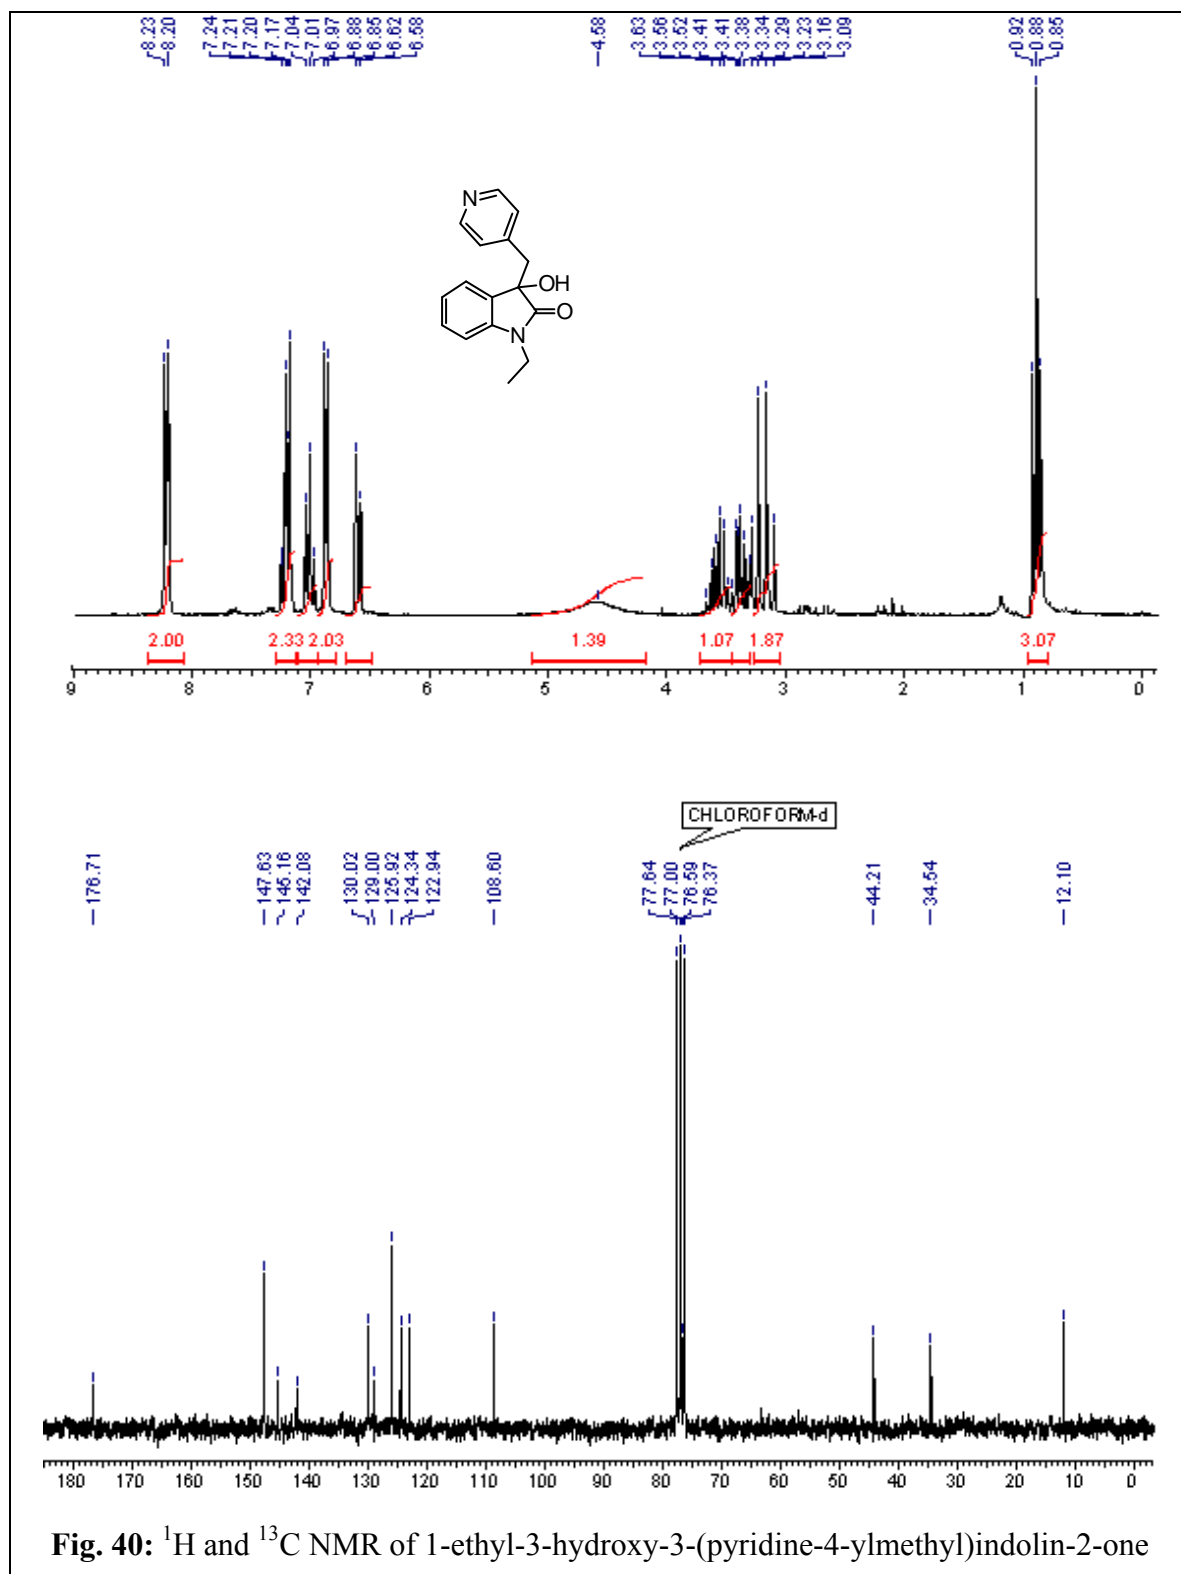 8.23 8.20 7.24 7.21 7.20 7.17 7.04 7.01 6.97 6.88 6.85 6.62 6.58 4.58 3.63 3.56 3.52 3.41 3.41 3.38 3.34 3.29 3.23 3.16 3.09 0.92 0.88 0.85
N
OH
O
N
2.00 2.33 2.03 1.39 1.07 1.87 3.07
9 8 7 6 5 4 3 2 1 0
CHLOROFORM-d
176.71 147.63 145.16 142.08 130.02 129.00 125.92 124.34 122.94 108.60 77.64 77.00 76.59 76.37 44.21 34.54 12.10
180 170 160 150 140 130 120 110 100 90 80 70 60 50 40 30 20 10 0
Fig. 40: ¹H and ¹³C NMR of 1-ethyl-3-hydroxy-3-(pyridine-4-ylmethyl)indolin-2-one